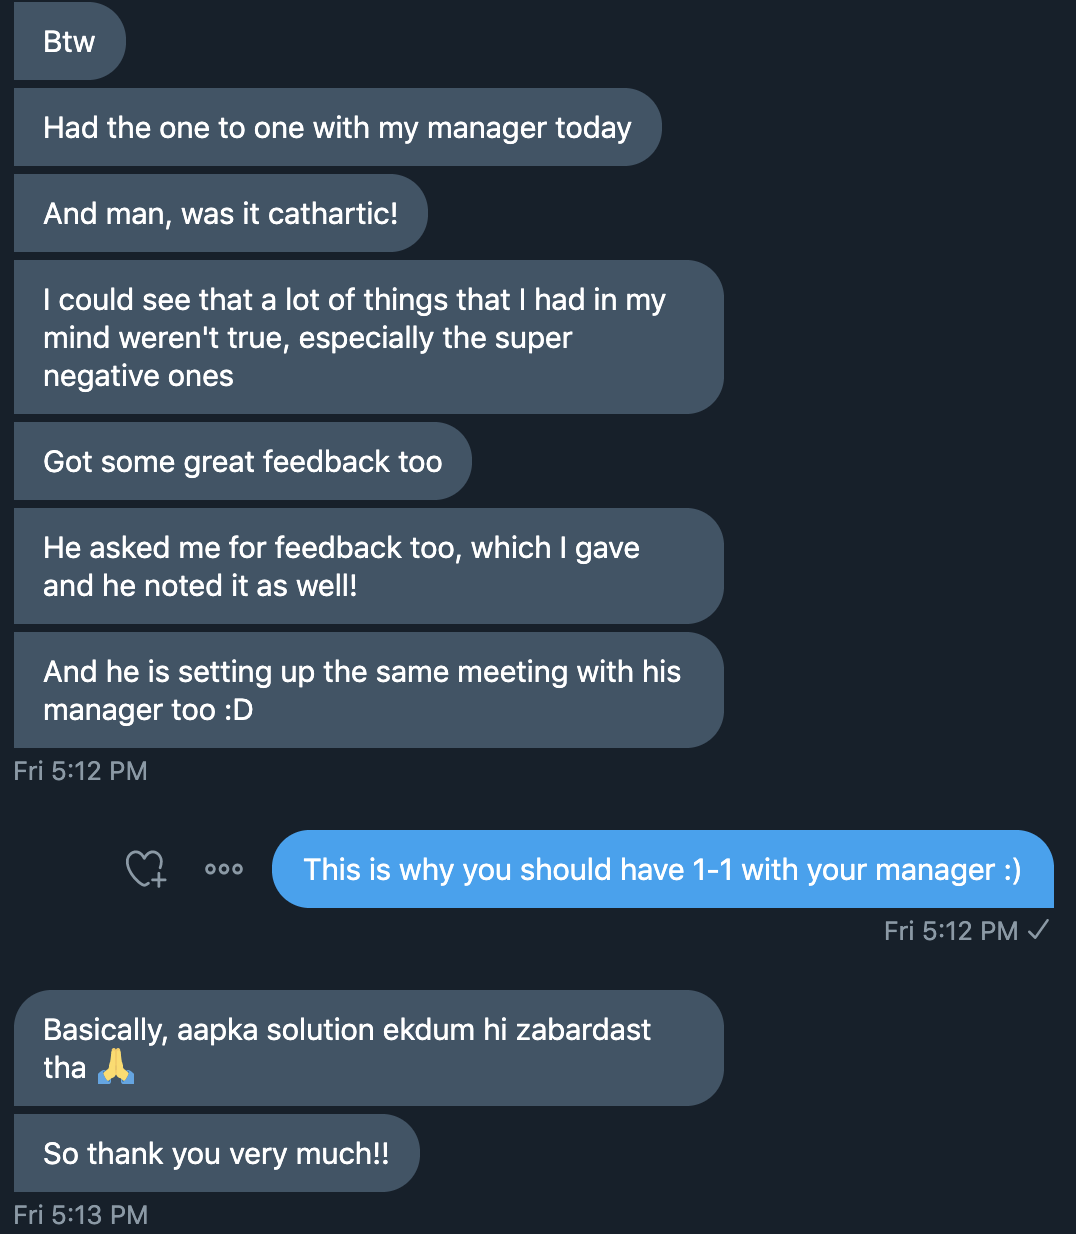 Btw
Had the one to one with my manager today
And man, was it cathartic!
I could see that a lot of things that I had in my
mind weren't true, especially the super
negative ones
Got some great feedback too
He asked me for feedback too, which I gave
and he noted it as well!
And he is setting up the same meeting with his
manager too :D
Fri 5:12 PM
This is why you should have 1-1 with your manager :)
Fri 5:12 PM ✓
Basically, aapka solution ekdum hi zabardast
tha 🙏
So thank you very much!!
Fri 5:13 PM